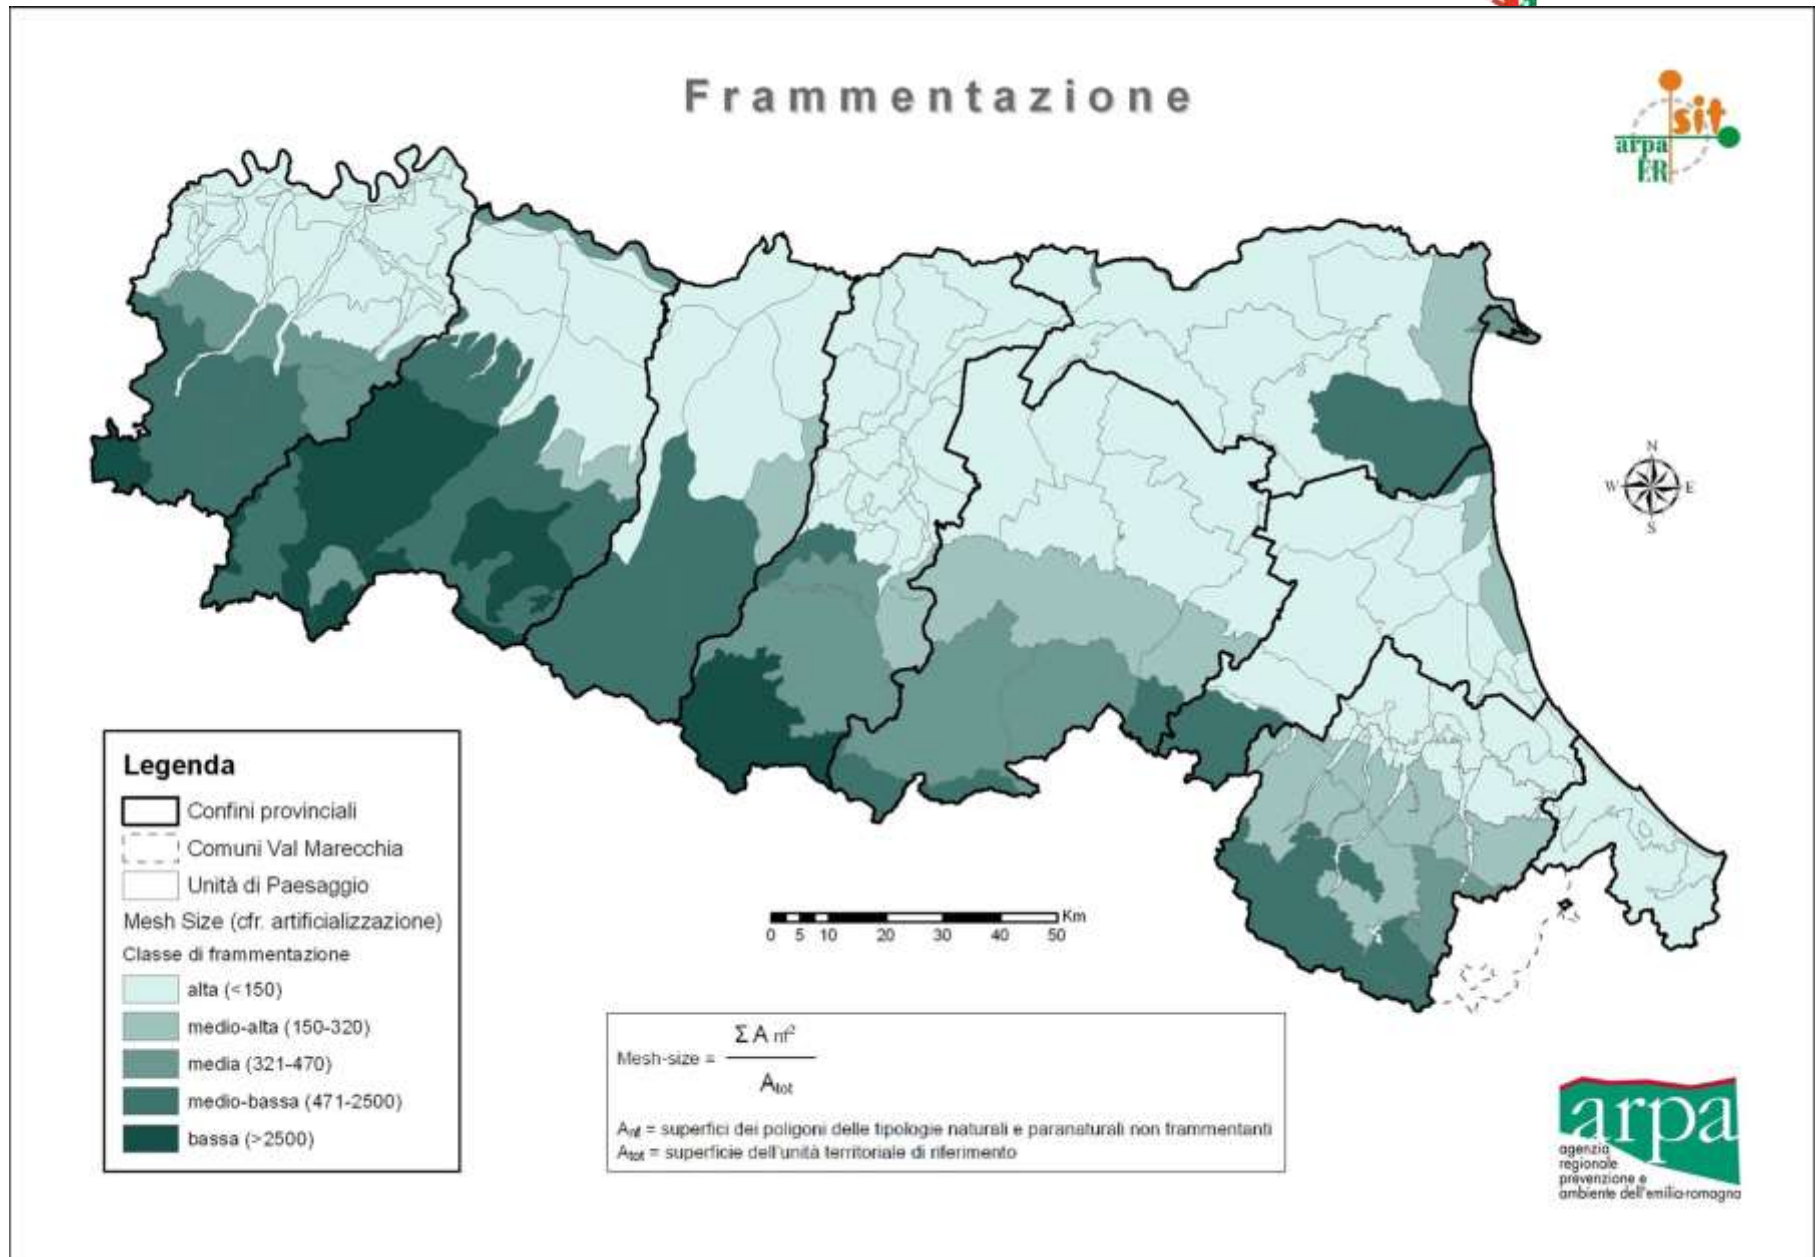 Frammentazione
sit
arpa
ER
N
W E
S
Legenda
Confini provinciali
Comuni Val Marecchia
Unità di Paesaggio
Mesh Size (cfr. artificializzazione)
Classe di frammentazione
alta (<150)
medio-alta (150-320)
media (321-470)
medio-bassa (471-2500)
bassa (>2500)
Km
0 5 10 20 30 40 50
Mesh-size = Σ A nf²
Atot
Anf = superfici dei poligoni delle tipologie naturali e paranaturali non frammentanti
Atot = superficie dell'unità territoriale di riferimento
arpa
agenzia
regionale
prevenzione e
ambiente dell'emilia-romagna